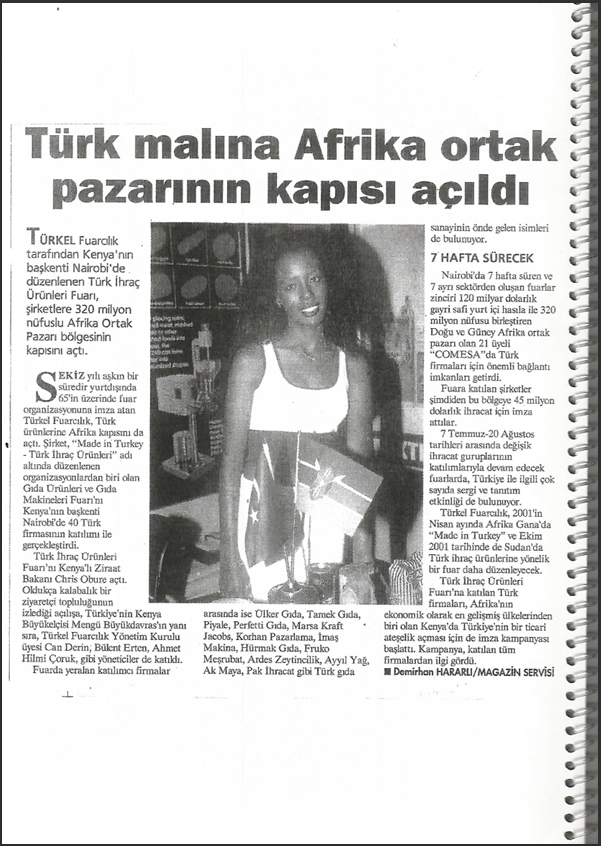 Türk malına Afrika ortak
pazarının kapısı açıldı
TÜRKEL Fuarcılık
tarafından Kenya'nın
başkenti Nairobi'de
düzenlenen Türk İhraç
Ürünleri Fuarı,
şirketlere 320 milyon
nüfuslu Afrika Ortak
Pazarı bölgesinin
kapısını açtı.
SEKİZ yılı aşkın bir
süredir yurtdışında
65'in üzerinde fuar
organizasyonuna imza atan
Türkel Fuarcılık, Türk
ürünlerine Afrika kapısını da
açtı. Şirket, "Made in Turkey
- Türk İhraç Ürünleri" adı
altında düzenlenen
organizasyonlardan biri olan
Gıda Ürünleri ve Gıda
Makineleri Fuarı'nı
Kenya'nın başkenti
Nairobi'de 40 Türk
firmasının katılımı ile
gerçekleştirdi.
Türk İhraç Ürünleri
Fuarı'nı Kenya'lı Ziraat
Bakanı Chris Obure açtı.
Oldukça kalabalık bir
ziyaretçi topluluğunun
izlediği açılışa, Türkiye'nin Kenya
Büyükelçisi Mengü Büyükdavras'ın yanı
sıra, Türkel Fuarcılık Yönetim Kurulu
üyesi Can Derin, Bülent Erten, Ahmet
Hilmi Çoruk, gibi yöneticiler de katıldı.
Fuarda yeralan katılımcı firmalar
arasında ise Ülker Gıda, Tamek Gıda,
Piyale, Perfetti Gıda, Marsa Kraft
Jacobs, Korhan Pazarlama, İmaş
Makina, Hürmak Gıda, Fruko
Meşrubat, Ardes Zeytincilik, Ayyıl Yağ,
Ak Maya, Pak İhracat gibi Türk gıda
sanayinin önde gelen isimleri
de bulunuyor.
7 HAFTA SÜRECEK
Nairobi'da 7 hafta süren ve
7 ayrı sektörden oluşan fuarlar
zinciri 120 milyar dolarlık
gayri safi yurt içi hasıla ile 320
milyon nüfusu birleştiren
Doğu ve Güney Afrika ortak
pazarı olan 21 üyeli
"COMESA"da Türk
firmaları için önemli bağlantı
imkanları getirdi.
Fuara katılan şirketler
şimdiden bu bölgeye 45 milyon
dolarlık ihracat için imza
attılar.
7 Temmuz-20 Ağustos
tarihleri arasında değişik
ihracat guruplarının
katılımlarıyla devam edecek
fuarlarda, Türkiye ile ilgili çok
sayıda sergi ve tanıtım
etkinliği de bulunuyor.
Türkel Fuarcılık, 2001'in
Nisan ayında Afrika Gana'da
"Made in Turkey" ve Ekim
2001 tarihinde de Sudan'da
Türk ihraç ürünlerine yönelik
bir fuar daha düzenleyecek.
Türk İhraç Ürünleri
Fuarı'na katılan Türk
firmaları, Afrika'nın
ekonomik olarak en gelişmiş ülkelerinden
biri olan Kenya'da Türkiye'nin bir ticari
ateşelik açması için de imza kampanyası
başlattı. Kampanya, katılan tüm
firmalardan ilgi gördü.
■ Demirhan HARARLI/MAGAZİN SERVİSİ